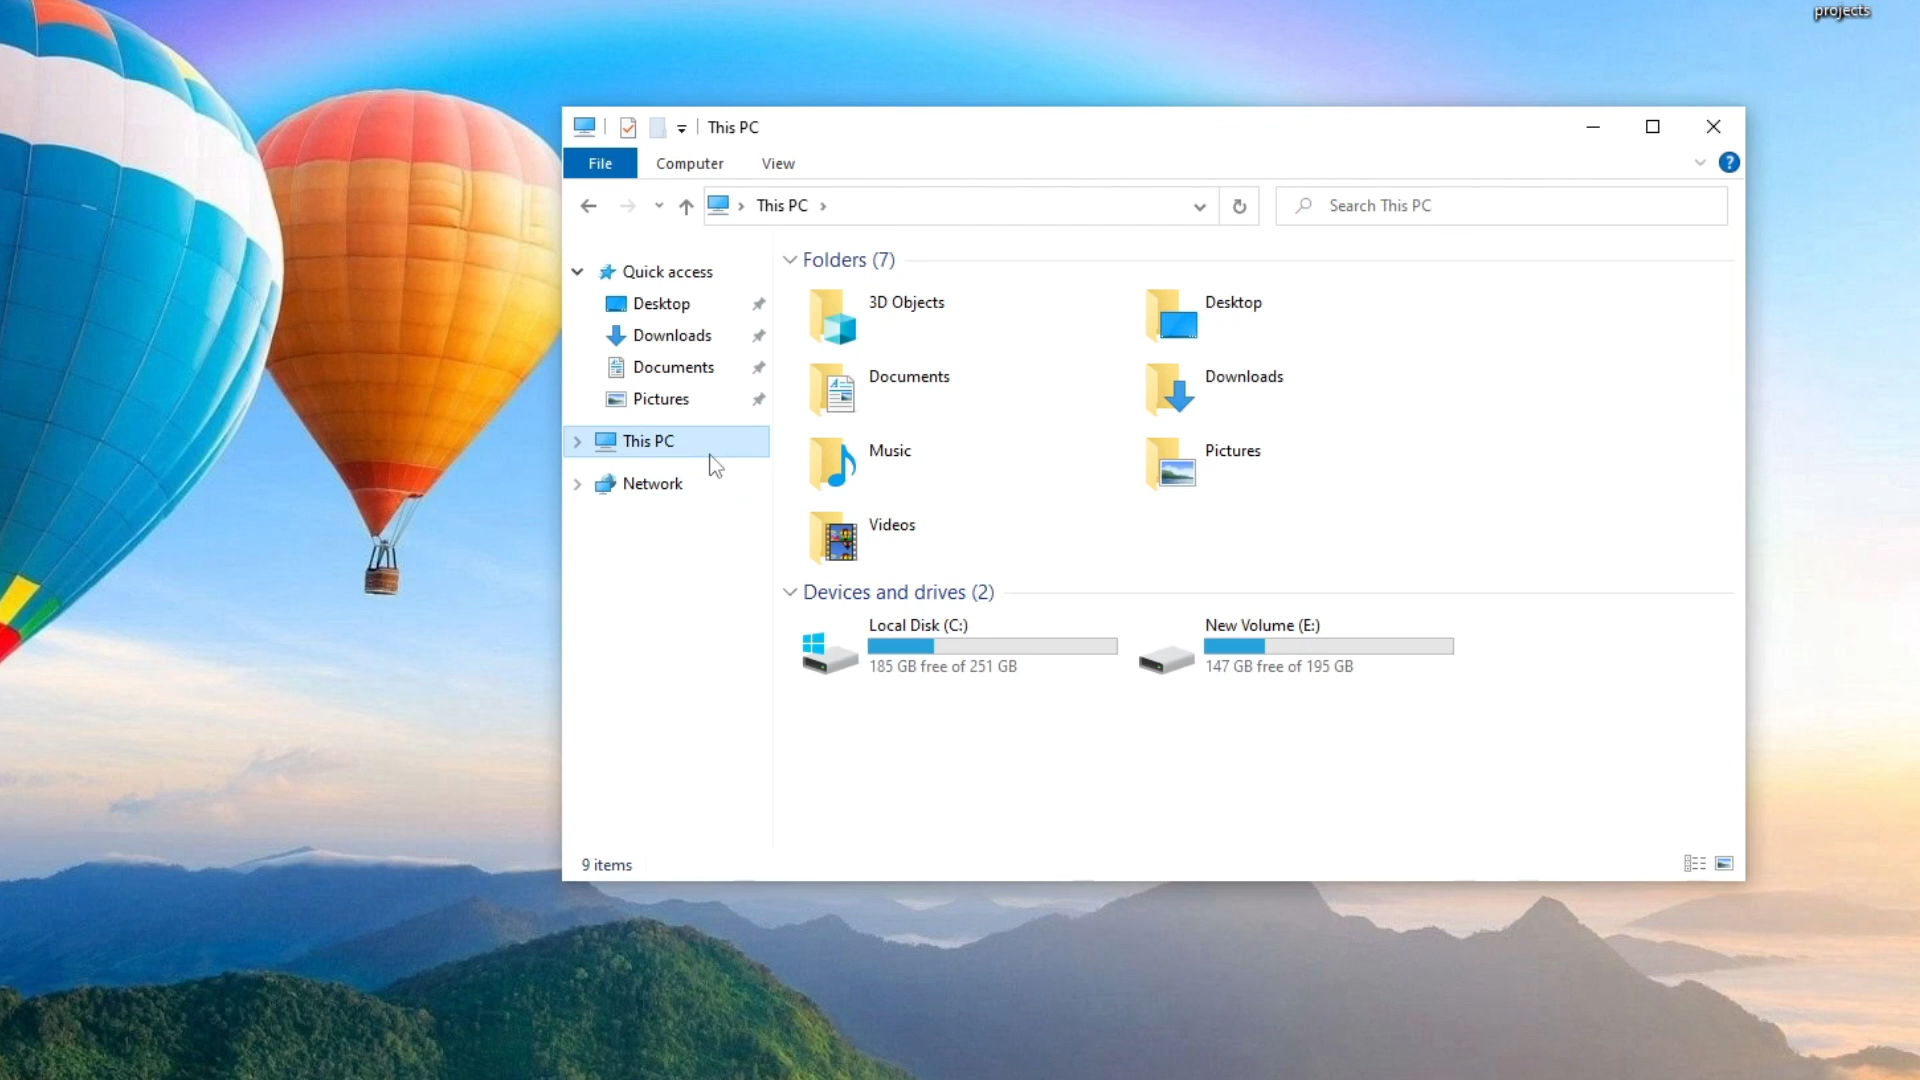 projects
This PC
File Computer View
This PC
Search This PC
Quick access
Desktop
Downloads
Documents
Pictures
This PC
Network
Folders (7)
3D Objects
Desktop
Documents
Downloads
Music
Pictures
Videos
Devices and drives (2)
Local Disk (C:)
185 GB free of 251 GB
New Volume (E:)
147 GB free of 195 GB
9 items